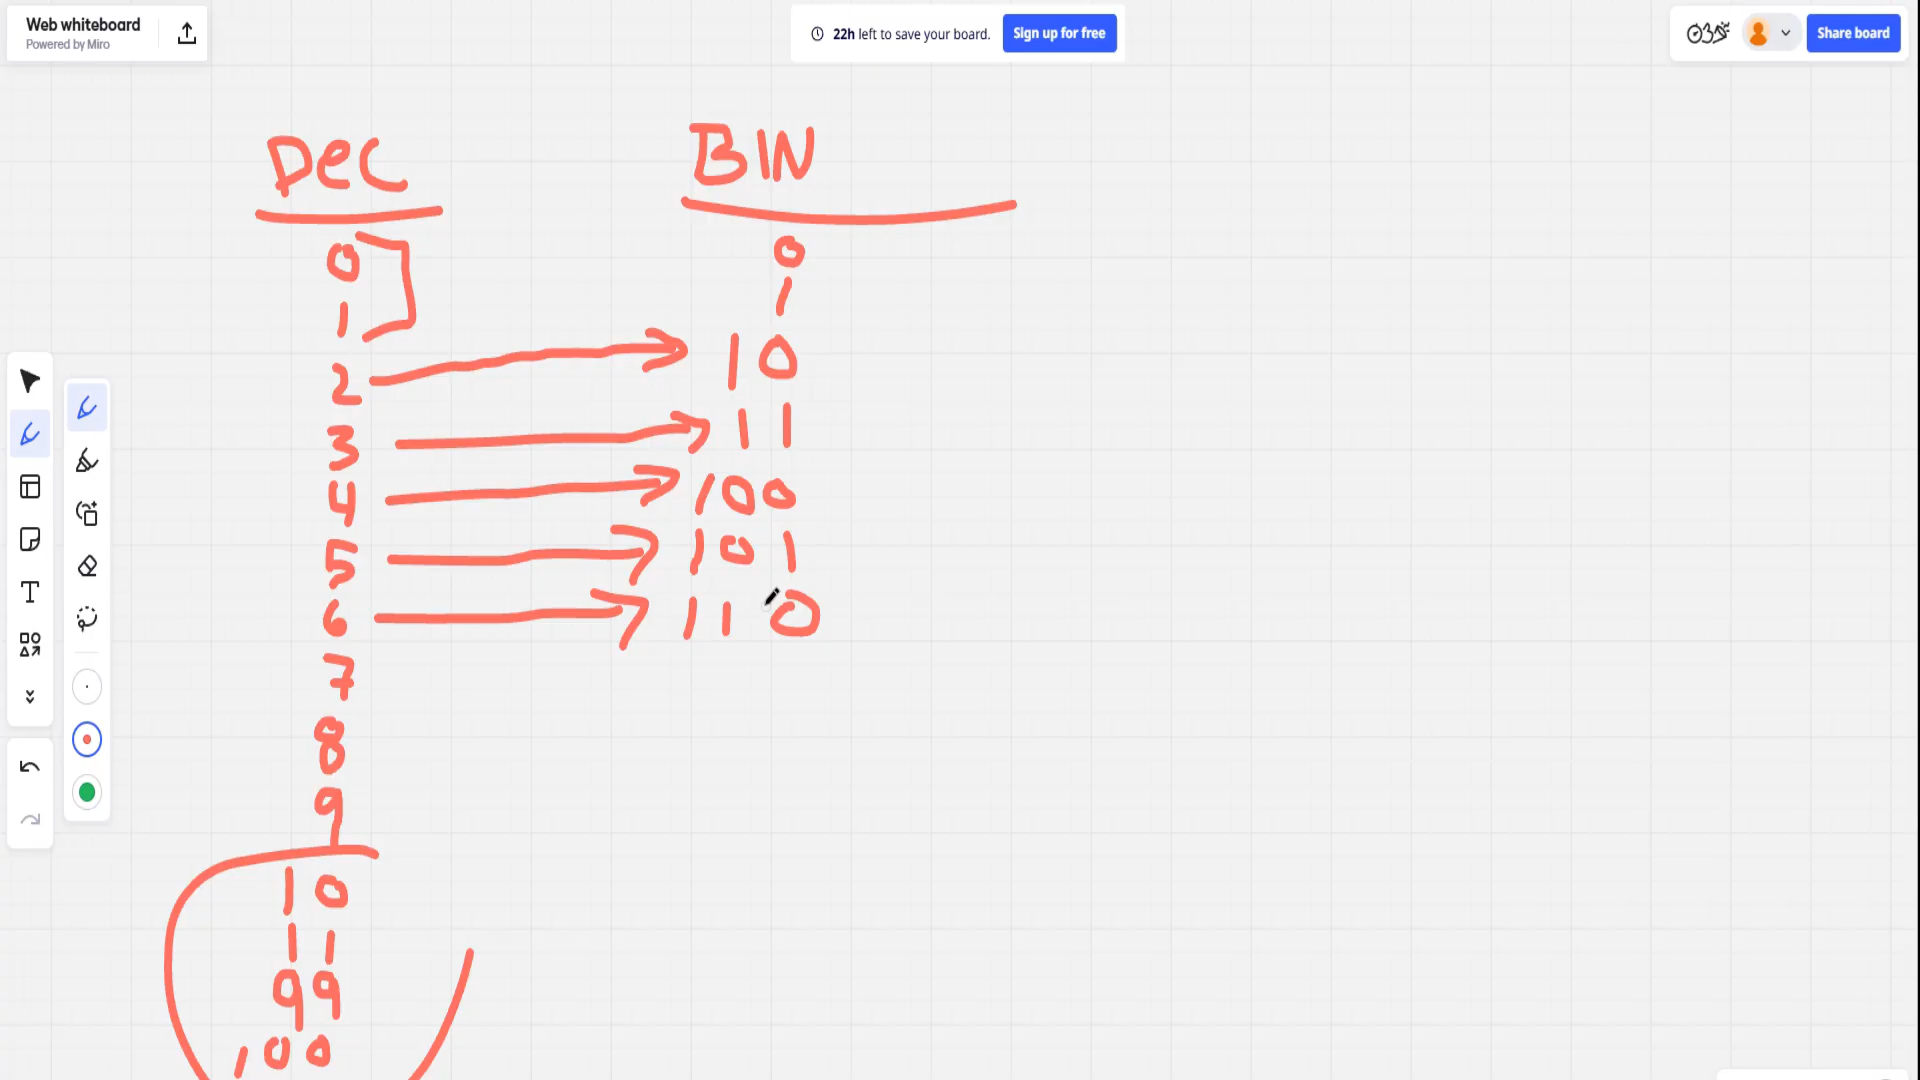 Web whiteboard
Powered by Miro
22h left to save your board.
Sign up for free
Share board
DeC BIN
0 0
1 1
2 10
3 11
4 100
5 101
6 110
7
8
9
10
11
99
100
T